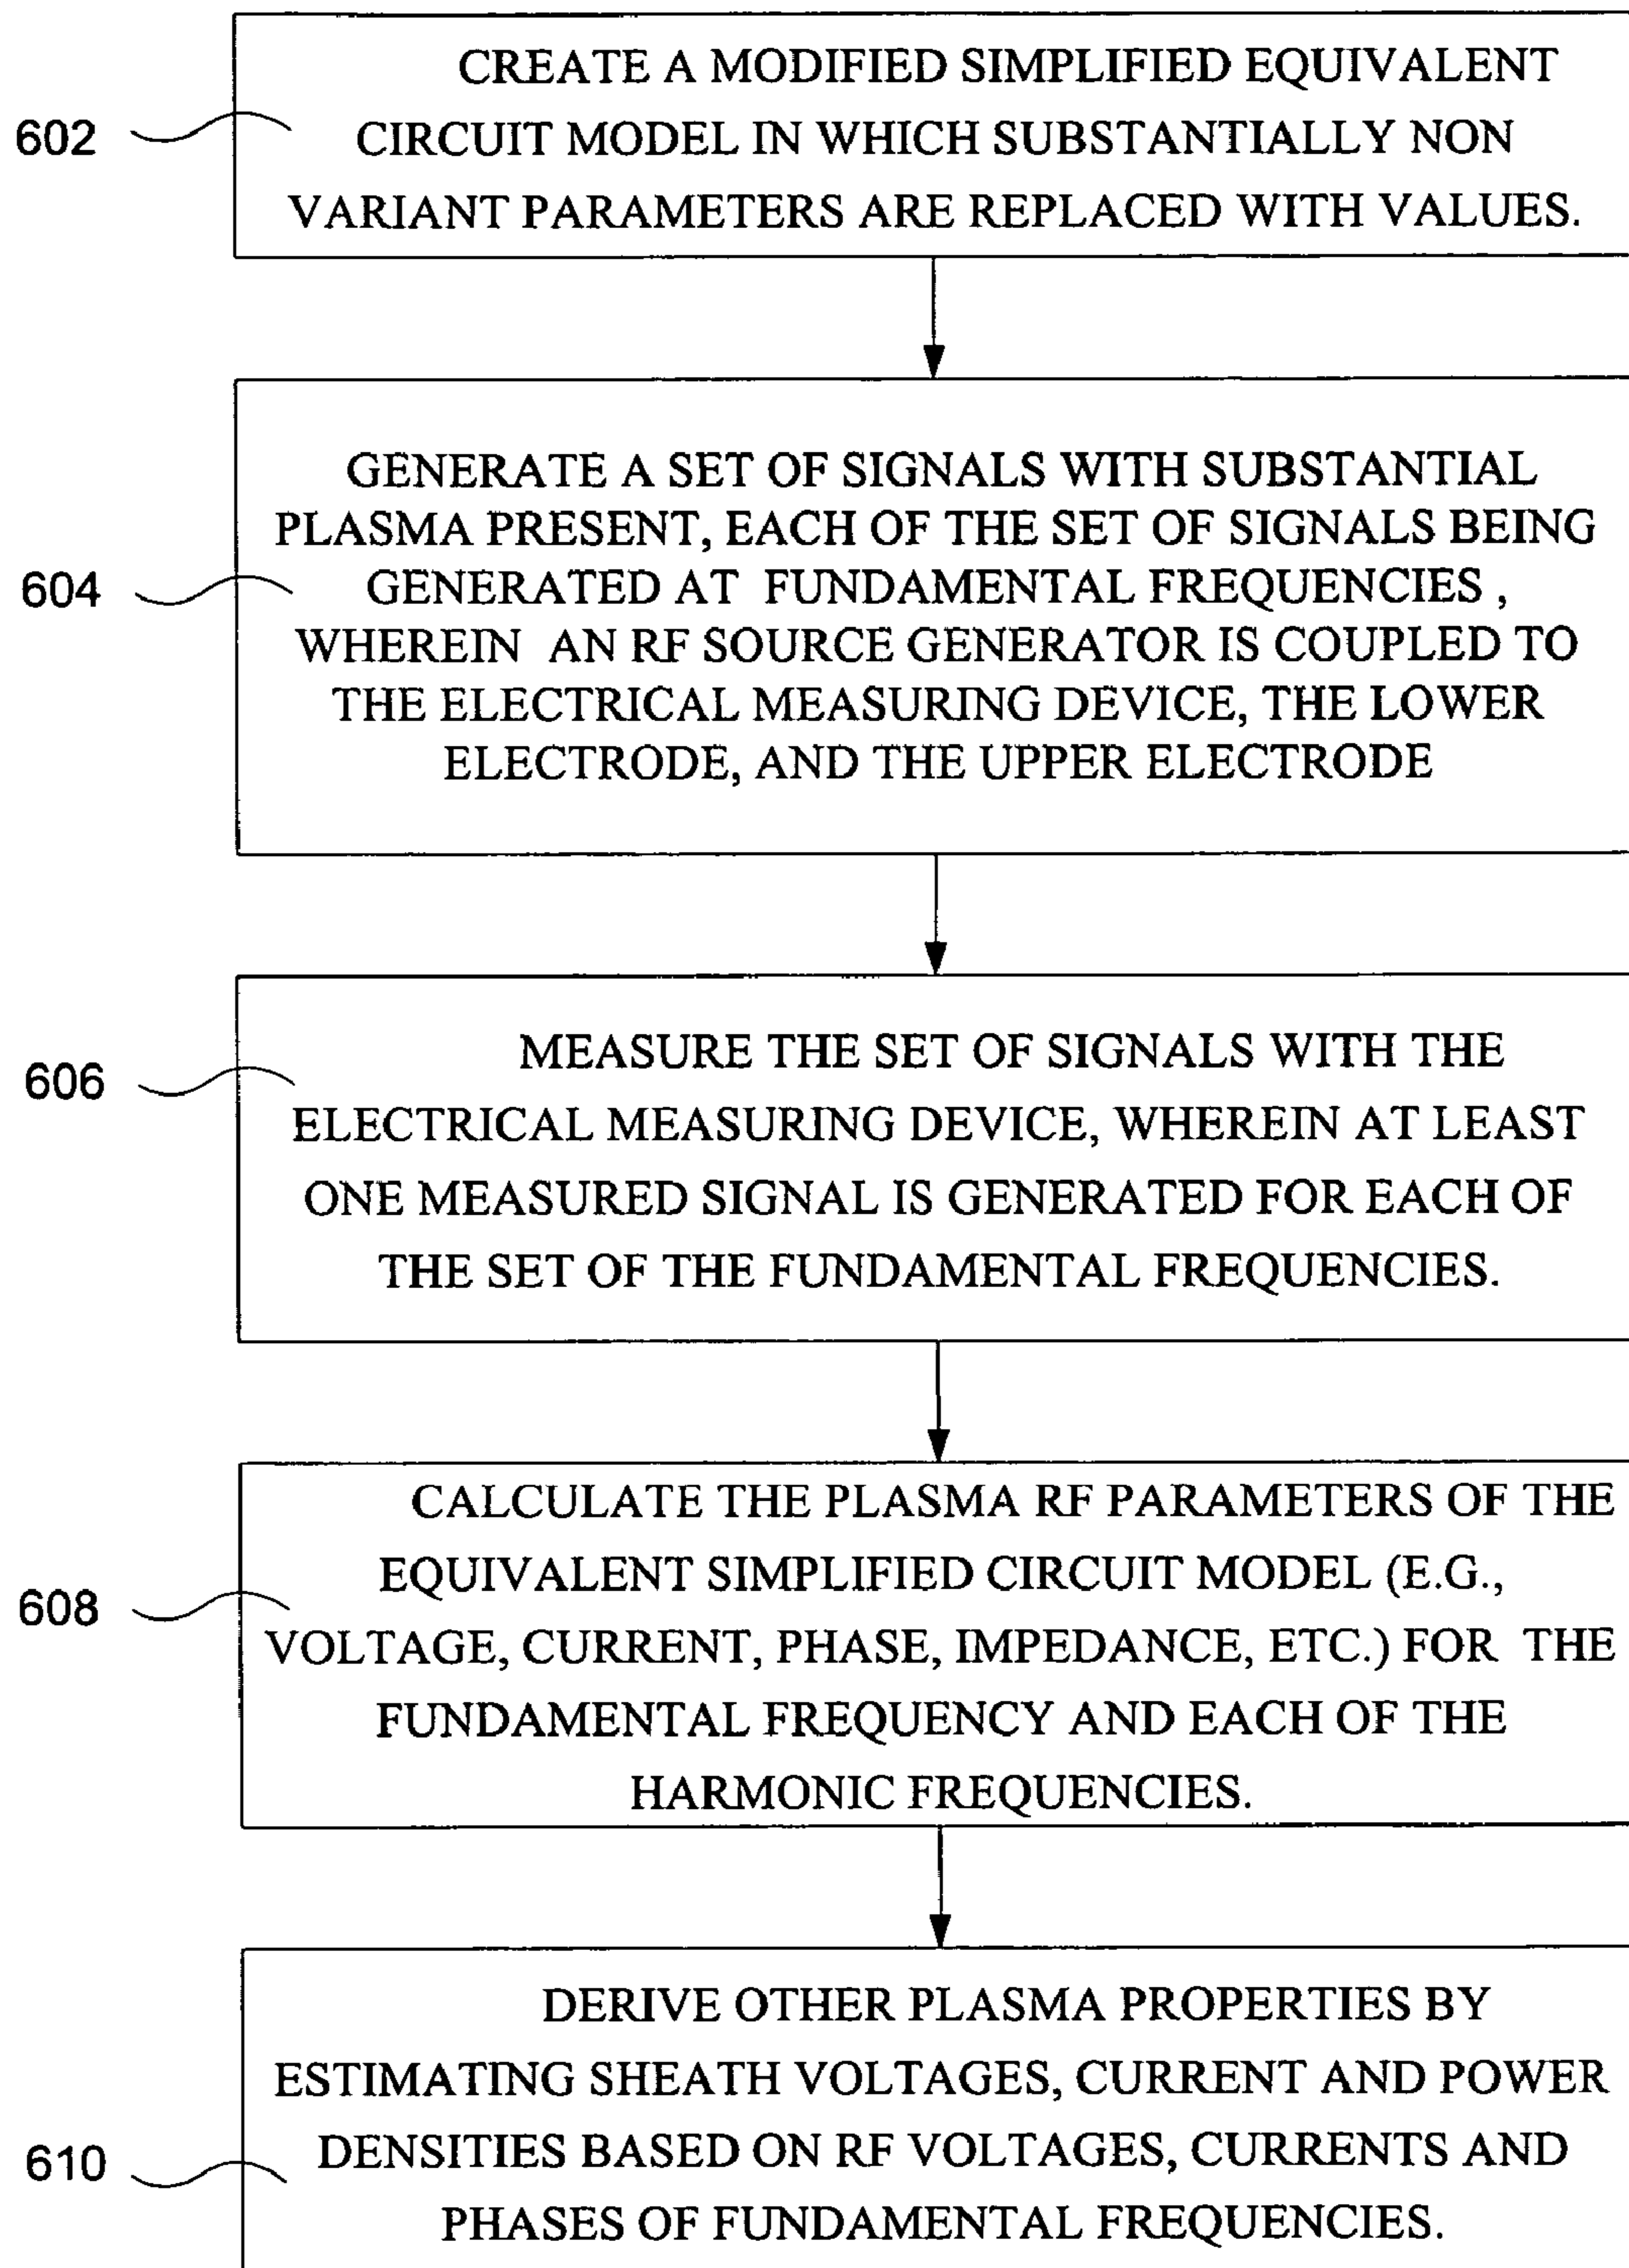 CREATE A MODIFIED SIMPLIFIED EQUIVALENT
602
CIRCUIT MODEL IN WHICH SUBSTANTIALLY NON
VARIANT PARAMETERS ARE REPLACED WITH VALUES.
GENERATE A SET OF SIGNALS WITH SUBSTANTIAL
PLASMA PRESENT, EACH OF THE SET OF SIGNALS BEING
604
GENERATED AT FUNDAMENTAL FREQUENCIES ,
WHEREIN AN RF SOURCE GENERATOR IS COUPLED TO
THE ELECTRICAL MEASURING DEVICE, THE LOWER
ELECTRODE, AND THE UPPER ELECTRODE
MEASURE THE SET OF SIGNALS WITH THE
606
ELECTRICAL MEASURING DEVICE, WHEREIN AT LEAST
ONE MEASURED SIGNAL IS GENERATED FOR EACH OF
THE SET OF THE FUNDAMENTAL FREQUENCIES.
CALCULATE THE PLASMA RF PARAMETERS OF THE
EQUIVALENT SIMPLIFIED CIRCUIT MODEL (E.G.,
608
VOLTAGE, CURRENT, PHASE, IMPEDANCE, ETC.) FOR THE
FUNDAMENTAL FREQUENCY AND EACH OF THE
HARMONIC FREQUENCIES.
DERIVE OTHER PLASMA PROPERTIES BY
ESTIMATING SHEATH VOLTAGES, CURRENT AND POWER
610
DENSITIES BASED ON RF VOLTAGES, CURRENTS AND
PHASES OF FUNDAMENTAL FREQUENCIES.